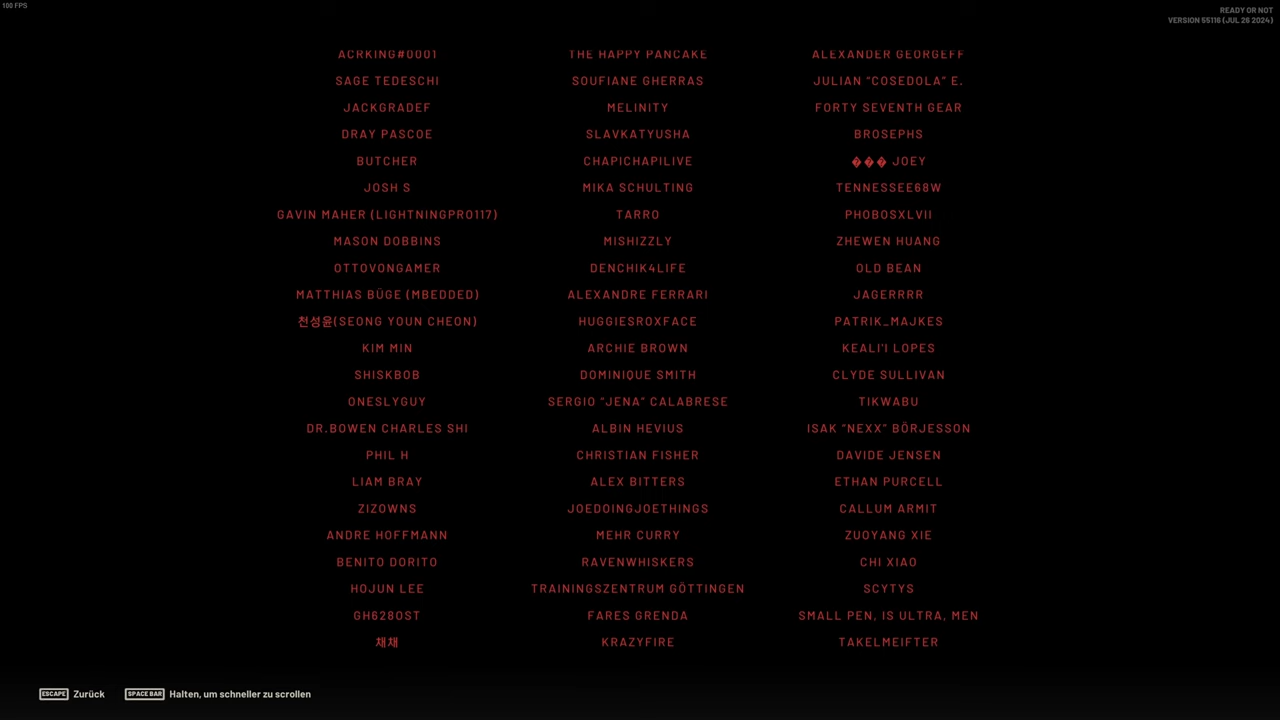 100 FPS
READY OR NOT
VERSION 55116 (JUL 26 2024)
ACRKING#0001 THE HAPPY PANCAKE ALEXANDER GEORGEFF
SAGE TEDESCHI SOUFIANE GHERRAS JULIAN "COSEDOLA" E.
JACKGRADEF MELINITY FORTY SEVENTH GEAR
DRAY PASCOE SLAVKATYUSHA BROSEPHS
BUTCHER CHAPICHAPILIVE ��� JOEY
JOSH S MIKA SCHULTING TENNESSEE68W
GAVIN MAHER (LIGHTNINGPRO117) TARRO PHOBOSXLVII
MASON DOBBINS MISHIZZLY ZHEWEN HUANG
OTTOVONGAMER DENCHIK4LIFE OLD BEAN
MATTHIAS BÜGE (MBEDDED) ALEXANDRE FERRARI JAGERRRR
천성윤(SEONG YOUN CHEON) HUGGIESROXFACE PATRIK_MAJKES
KIM MIN ARCHIE BROWN KEALI'I LOPES
SHISKBOB DOMINIQUE SMITH CLYDE SULLIVAN
ONESLYGUY SERGIO "JENA" CALABRESE TIKWABU
DR.BOWEN CHARLES SHI ALBIN HEVIUS ISAK "NEXX" BÖRJESSON
PHIL H CHRISTIAN FISHER DAVIDE JENSEN
LIAM BRAY ALEX BITTERS ETHAN PURCELL
ZIZOWNS JOEDOINGJOETHINGS CALLUM ARMIT
ANDRE HOFFMANN MEHR CURRY ZUOYANG XIE
BENITO DORITO RAVENWHISKERS CHI XIAO
HOJUN LEE TRAININGSZENTRUM GÖTTINGEN SCYTYS
GH628OST FARES GRENDA SMALL PEN, IS ULTRA, MEN
채채 KRAZYFIRE TAKELMEIFTER
ESCAPE Zurück SPACE BAR Halten, um schneller zu scrollen